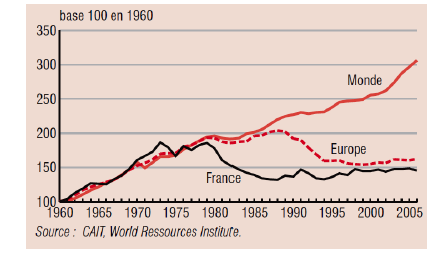 base 100 en 1960
350
300
250
200
150
100
Monde
Europe
France
1960 1965 1970 1975 1980 1985 1990 1995 2000 2005
Source : CAIT, World Ressources Institute.